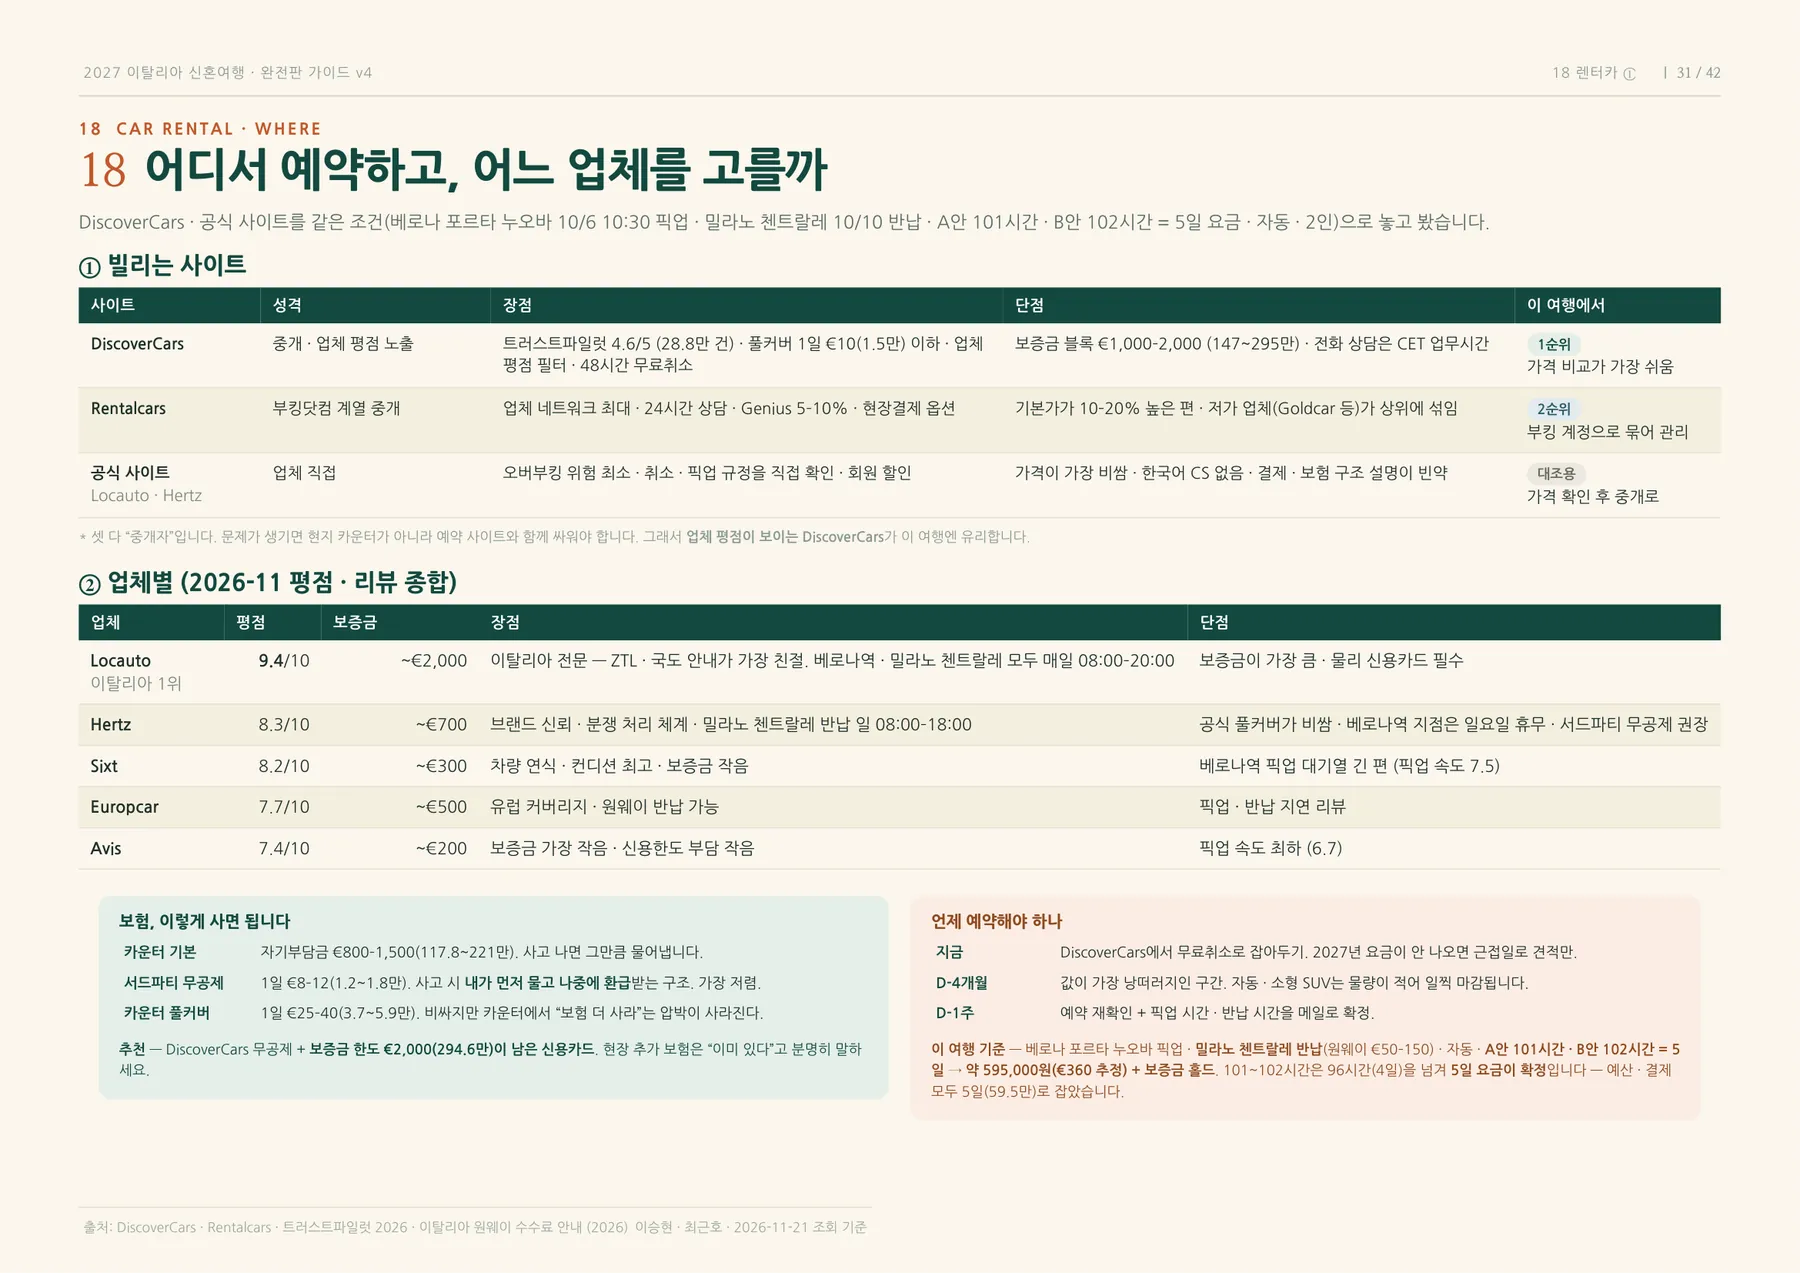 2027 이탈리아 신혼여행 · 완전판 가이드 v4
18 렌터카 ① | 31 / 42
18 CAR RENTAL · WHERE
18 어디서 예약하고, 어느 업체를 고를까
DiscoverCars · 공식 사이트를 같은 조건(베로나 포르타 누오바 10/6 10:30 픽업 · 밀라노 첸트랄레 10/10 반납 · A안 101시간 · B안 102시간 = 5일 요금 · 자동 · 2인)으로 놓고 봤습니다.
① 빌리는 사이트
사이트 성격 장점 단점 이 여행에서
DiscoverCars 중개 · 업체 평점 노출 트러스트파일럿 4.6/5 (28.8만 건) · 풀커버 1일 €10(1.5만) 이하 · 업체 보증금 블록 €1,000-2,000 (147~295만) · 전화 상담은 CET 업무시간 1순위
평점 필터 · 48시간 무료취소 가격 비교가 가장 쉬움
Rentalcars 부킹닷컴 계열 중개 업체 네트워크 최대 · 24시간 상담 · Genius 5-10% · 현장결제 옵션 기본가가 10-20% 높은 편 · 저가 업체(Goldcar 등)가 상위에 섞임 2순위
부킹 계정으로 묶어 관리
공식 사이트 업체 직접 오버부킹 위험 최소 · 취소 · 픽업 규정을 직접 확인 · 회원 할인 가격이 가장 비쌈 · 한국어 CS 없음 · 결제 · 보험 구조 설명이 빈약 대조용
Locauto · Hertz 가격 확인 후 중개로
* 셋 다 “중개자”입니다. 문제가 생기면 현지 카운터가 아니라 예약 사이트와 함께 싸워야 합니다. 그래서 업체 평점이 보이는 DiscoverCars가 이 여행엔 유리합니다.
② 업체별 (2026-11 평점 · 리뷰 종합)
업체 평점 보증금 장점 단점
Locauto 9.4/10 ~€2,000 이탈리아 전문 — ZTL · 국도 안내가 가장 친절. 베로나역 · 밀라노 첸트랄레 모두 매일 08:00-20:00 보증금이 가장 큼 · 물리 신용카드 필수
이탈리아 1위
Hertz 8.3/10 ~€700 브랜드 신뢰 · 분쟁 처리 체계 · 밀라노 첸트랄레 반납 일 08:00-18:00 공식 풀커버가 비쌈 · 베로나역 지점은 일요일 휴무 · 서드파티 무공제 권장
Sixt 8.2/10 ~€300 차량 연식 · 컨디션 최고 · 보증금 작음 베로나역 픽업 대기열 긴 편 (픽업 속도 7.5)
Europcar 7.7/10 ~€500 유럽 커버리지 · 원웨이 반납 가능 픽업 · 반납 지연 리뷰
Avis 7.4/10 ~€200 보증금 가장 작음 · 신용한도 부담 작음 픽업 속도 최하 (6.7)
보험, 이렇게 사면 됩니다
카운터 기본 자기부담금 €800-1,500(117.8~221만). 사고 나면 그만큼 물어냅니다.
서드파티 무공제 1일 €8-12(1.2~1.8만). 사고 시 내가 먼저 물고 나중에 환급받는 구조. 가장 저렴.
카운터 풀커버 1일 €25-40(3.7~5.9만). 비싸지만 카운터에서 “보험 더 사라”는 압박이 사라진다.
추천 — DiscoverCars 무공제 + 보증금 한도 €2,000(294.6만)이 남은 신용카드. 현장 추가 보험은 “이미 있다”고 분명히 말하
세요.
언제 예약해야 하나
지금 DiscoverCars에서 무료취소로 잡아두기. 2027년 요금이 안 나오면 근접일로 견적만.
D-4개월 값이 가장 낭떠러지인 구간. 자동 · 소형 SUV는 물량이 적어 일찍 마감됩니다.
D-1주 예약 재확인 + 픽업 시간 · 반납 시간을 메일로 확정.
이 여행 기준 — 베로나 포르타 누오바 픽업 · 밀라노 첸트랄레 반납(원웨이 €50-150) · 자동 · A안 101시간 · B안 102시간 = 5
일 → 약 595,000원(€360 추정) + 보증금 홀드. 101~102시간은 96시간(4일)을 넘겨 5일 요금이 확정입니다 — 예산 · 결제
모두 5일(59.5만)로 잡았습니다.
출처: DiscoverCars · Rentalcars · 트러스트파일럿 2026 · 이탈리아 원웨이 수수료 안내 (2026) 이승현 · 최근호 · 2026-11-21 조회 기준